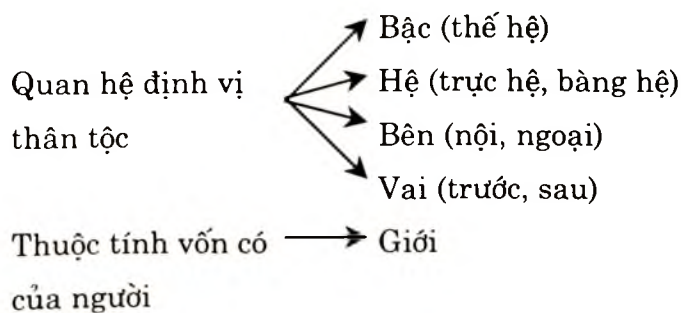 Bậc (thế hệ)
Quan hệ định vị
Hệ (trực hệ, bàng hệ)
thân tộc
Bên (nội, ngoại)
Vai (trước, sau)
Thuộc tính vốn có
Giới
của người